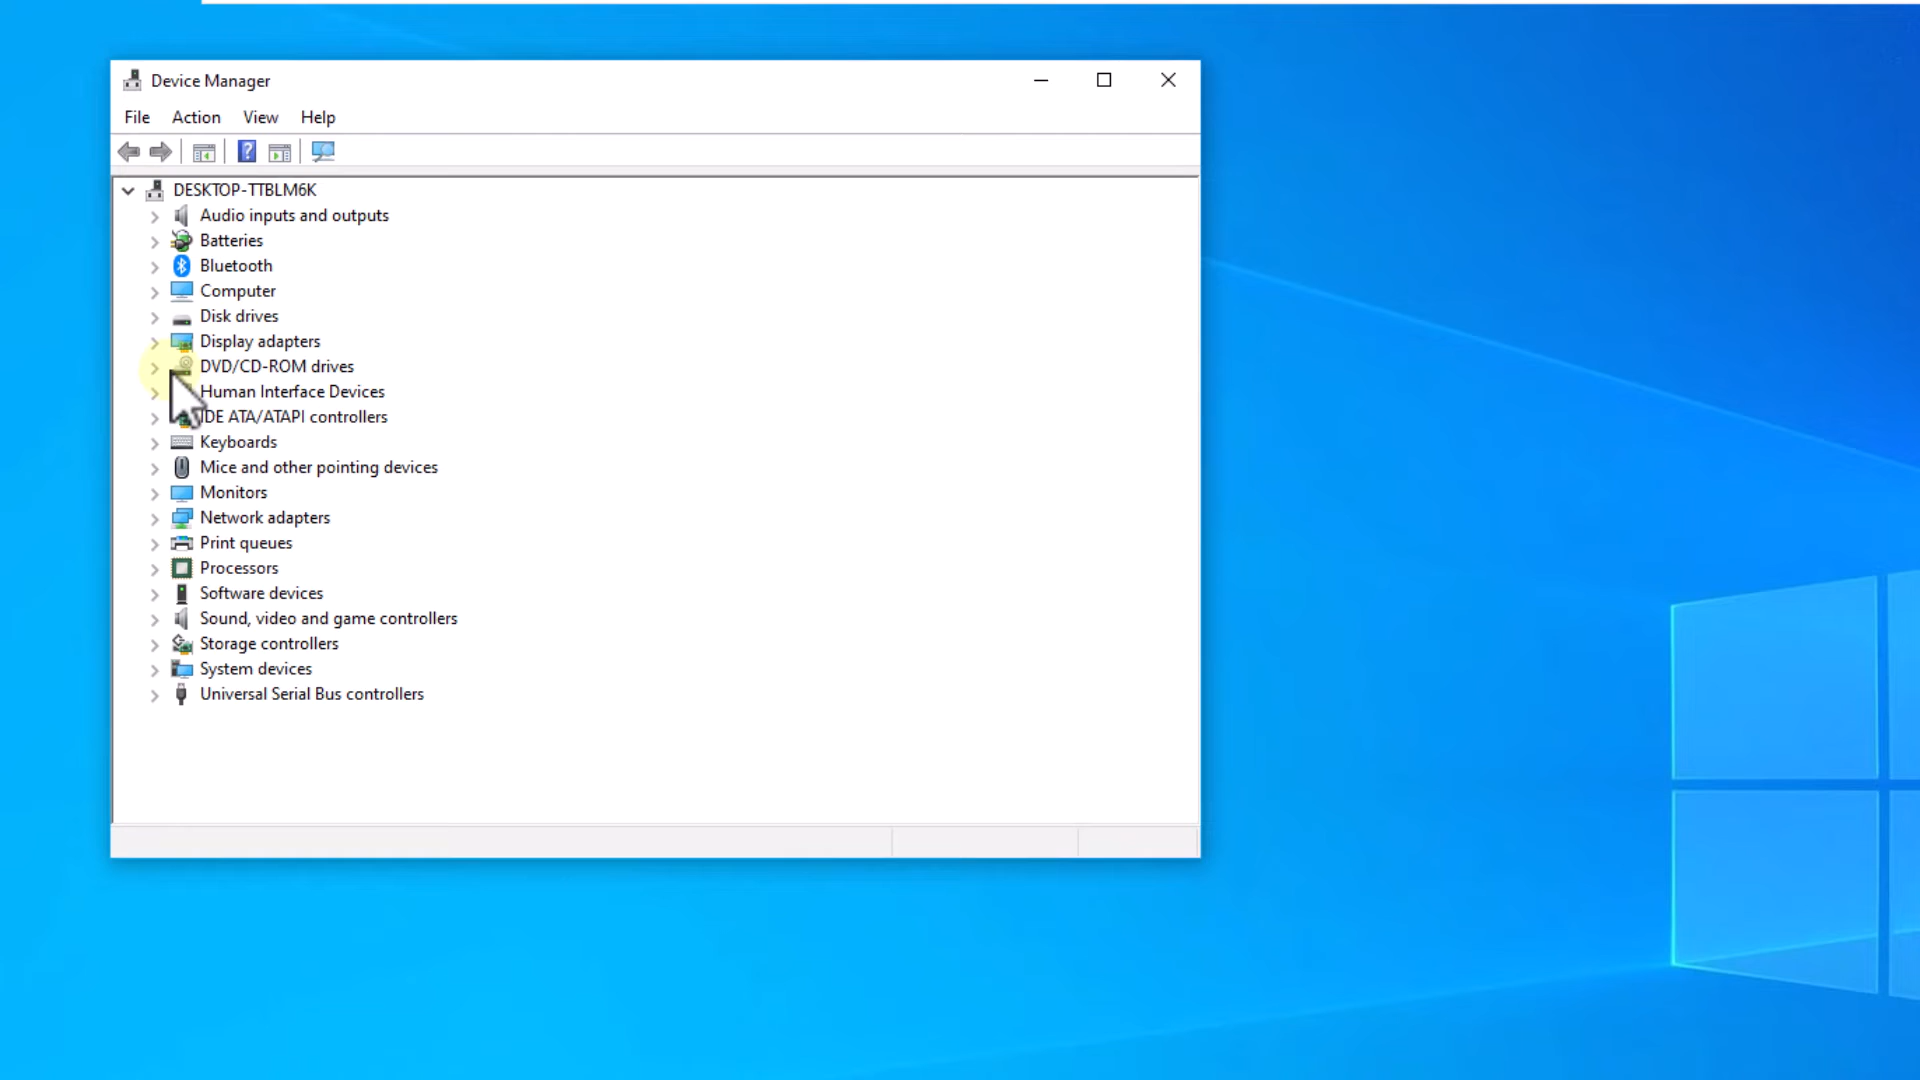 Device Manager
File Action View Help
DESKTOP-TTBLM6K
Audio inputs and outputs
Batteries
Bluetooth
Computer
Disk drives
Display adapters
DVD/CD-ROM drives
Human Interface Devices
IDE ATA/ATAPI controllers
Keyboards
Mice and other pointing devices
Monitors
Network adapters
Print queues
Processors
Software devices
Sound, video and game controllers
Storage controllers
System devices
Universal Serial Bus controllers